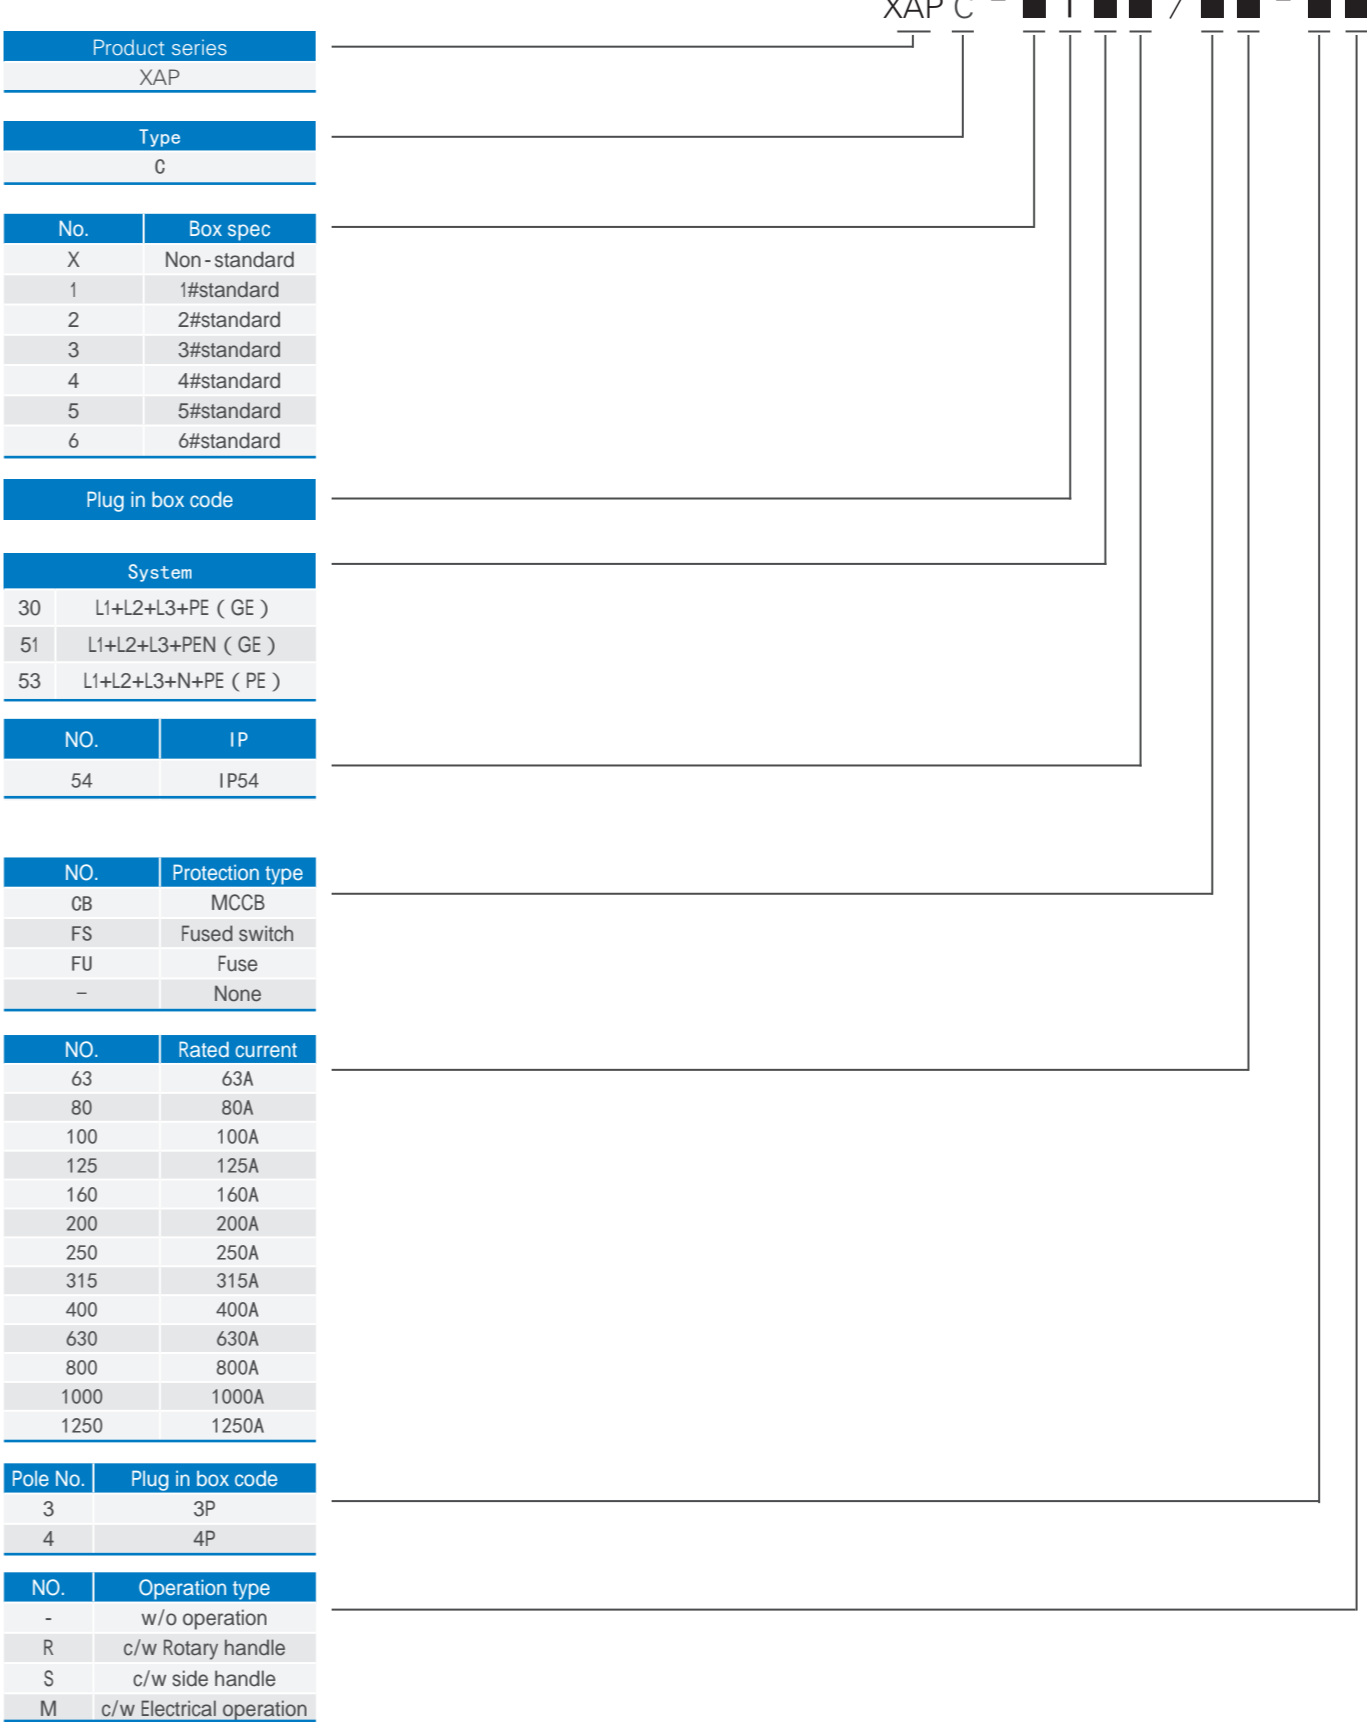 XAP C - ■ I ■ ■ / ■ ■ - ■ ■
Product series
XAP
Type
C
No. Box spec
X Non-standard
1 1#standard
2 2#standard
3 3#standard
4 4#standard
5 5#standard
6 6#standard
Plug in box code
System
30 L1+L2+L3+PE ( GE )
51 L1+L2+L3+PEN ( GE )
53 L1+L2+L3+N+PE ( PE )
NO. IP
54 IP54
NO. Protection type
CB MCCB
FS Fused switch
FU Fuse
– None
NO. Rated current
63 63A
80 80A
100 100A
125 125A
160 160A
200 200A
250 250A
315 315A
400 400A
630 630A
800 800A
1000 1000A
1250 1250A
Pole No. Plug in box code
3 3P
4 4P
NO. Operation type
- w/o operation
R c/w Rotary handle
S c/w side handle
M c/w Electrical operation